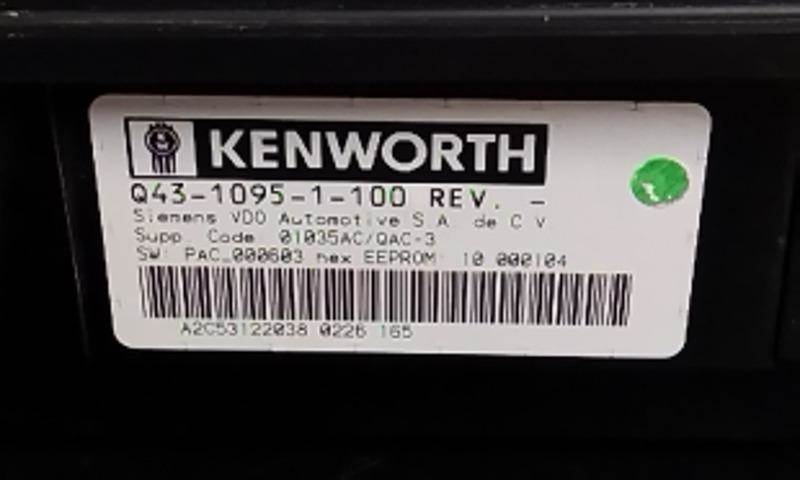 KENWORTH
Q43-1095-1-100 REV. -
Siemens VDO Automotive S.A. de C V
Supp. Code 01035AC/QAC-3
SW: PAC_000603 hex EEPROM: 10 000104
A2C53122038 0226 165